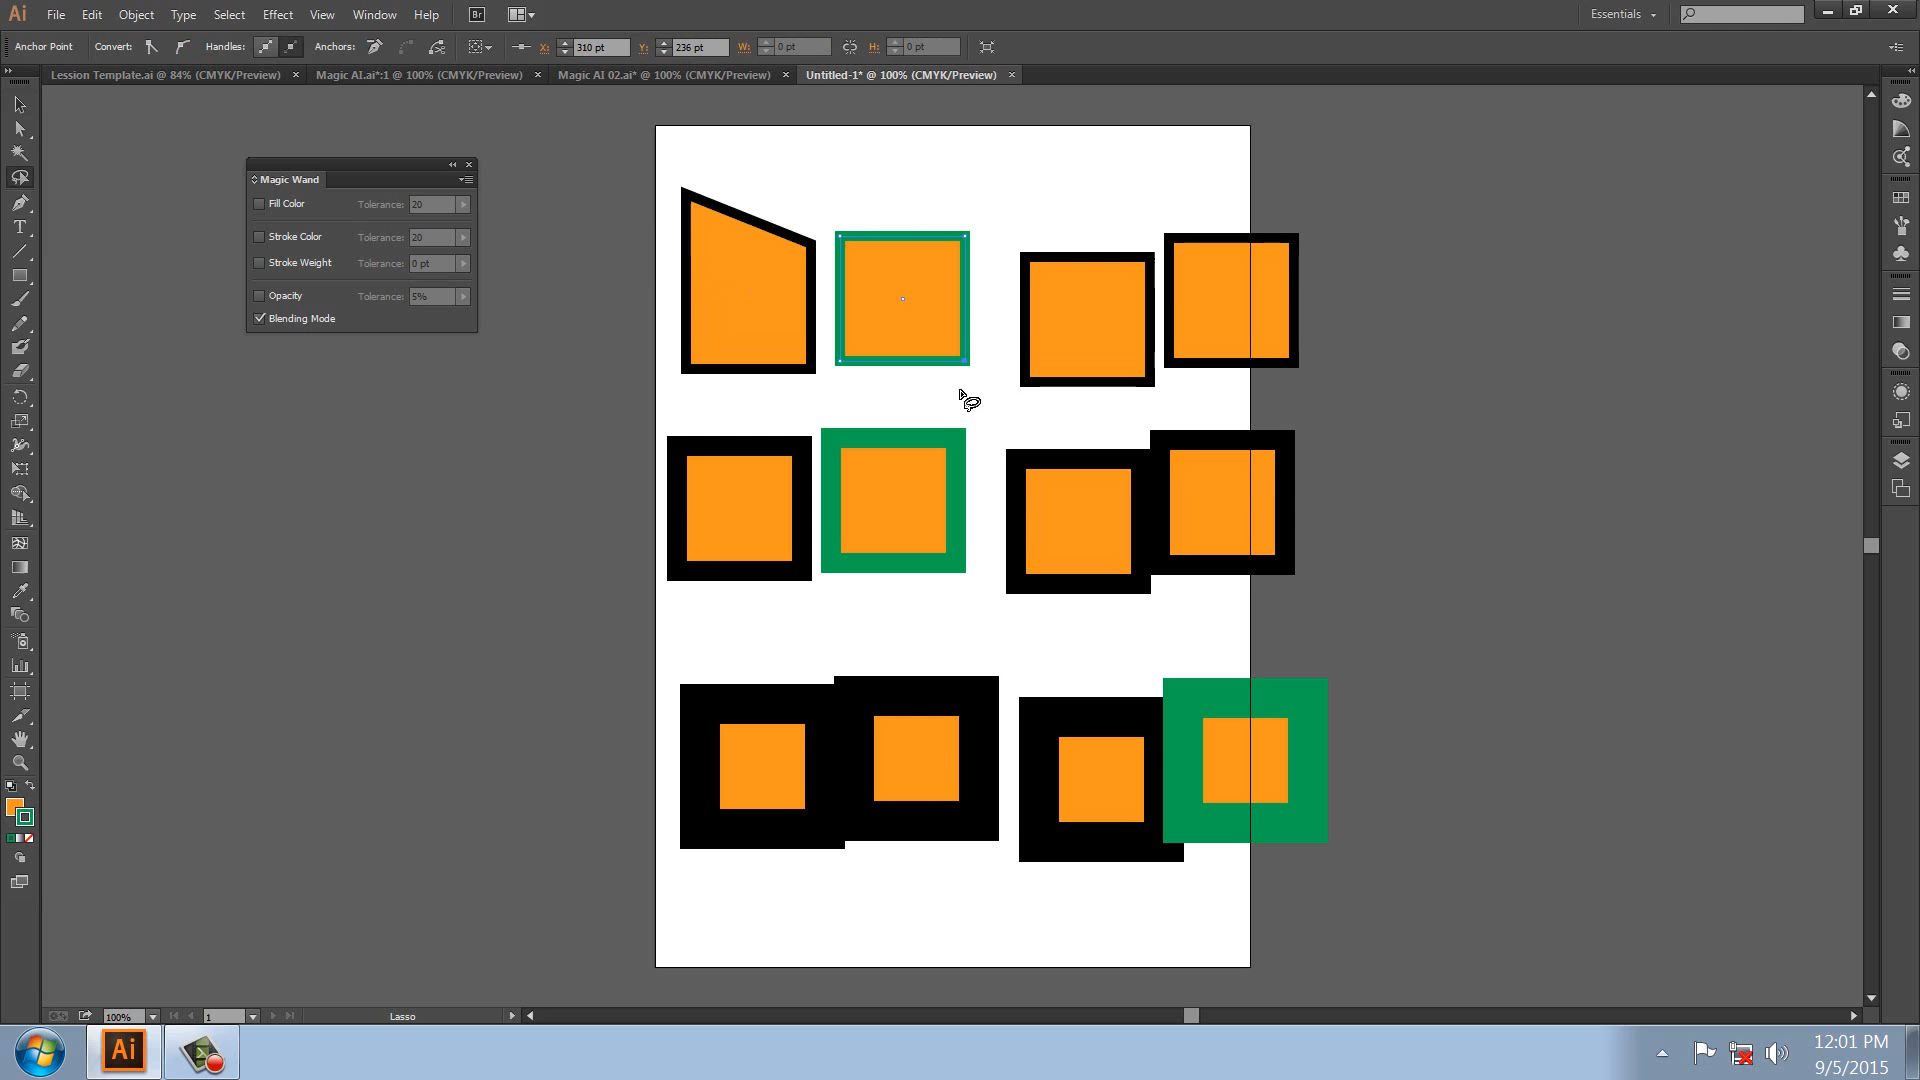 Ai File Edit Object Type Select Effect View Window Help Br Essentials
Anchor Point Convert: Handles: Anchors: X: 310 pt Y: 236 pt W: 0 pt H: 0 pt
Lession Template.ai @ 84% (CMYK/Preview) × Magic AI.ai*:1 @ 100% (CMYK/Preview) × Magic AI 02.ai* @ 100% (CMYK/Preview) × Untitled-1* @ 100% (CMYK/Preview) ×
Magic Wand
Fill Color Tolerance: 20
Stroke Color Tolerance: 20
Stroke Weight Tolerance: 0 pt
Opacity Tolerance: 5%
Blending Mode
100% 1 Lasso
Ai
12:01 PM
9/5/2015